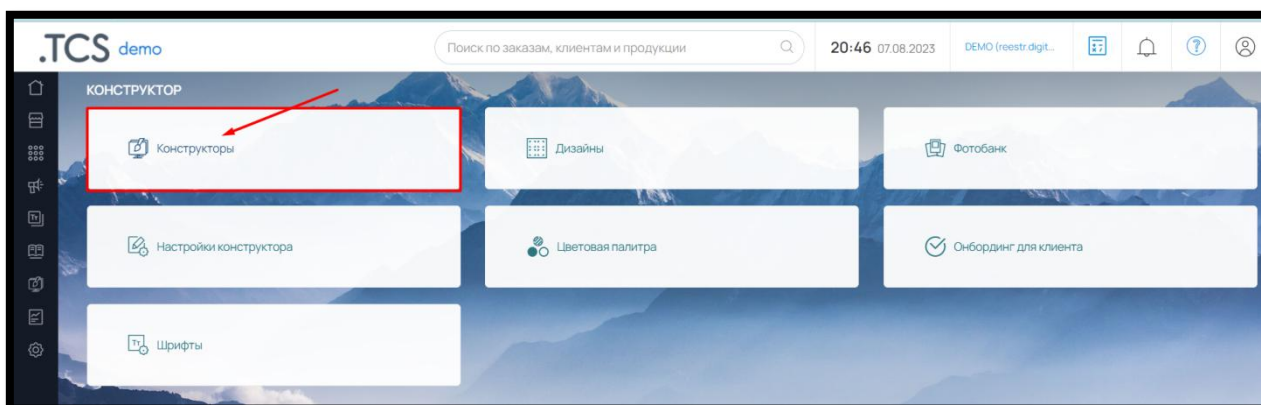 .TCS demo
Поиск по заказам, клиентам и продукции
20:46 07.08.2023
DEMO (reestr.digit...
КОНСТРУКТОР
Конструкторы
Дизайны
Фотобанк
Настройки конструктора
Цветовая палитра
Онбординг для клиента
Шрифты